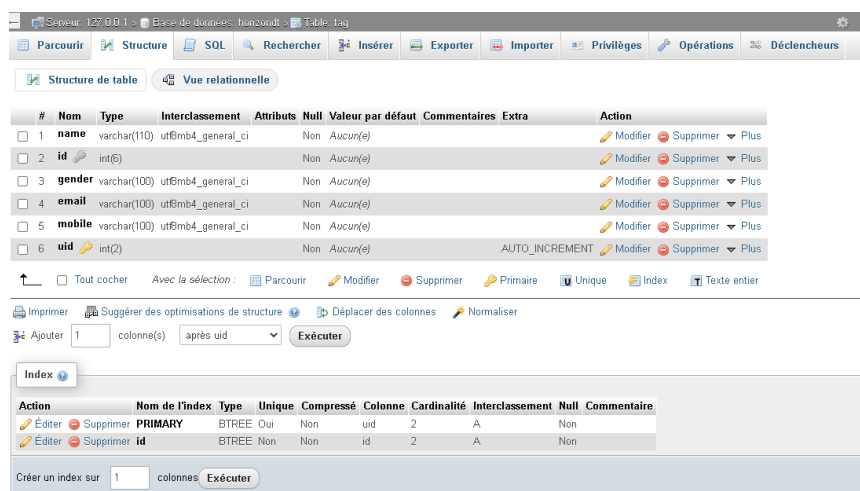 Serveur: 127.0.0.1 » Base de données: horizondt » Table: tag
Parcourir Structure SQL Rechercher Insérer Exporter Importer Privilèges Opérations Déclencheurs
Structure de table Vue relationnelle
# Nom Type Interclassement Attributs Null Valeur par défaut Commentaires Extra Action
1 name varchar(110) utf8mb4_general_ci Non Aucun(e) Modifier Supprimer Plus
2 id int(6) Non Aucun(e) Modifier Supprimer Plus
3 gender varchar(100) utf8mb4_general_ci Non Aucun(e) Modifier Supprimer Plus
4 email varchar(100) utf8mb4_general_ci Non Aucun(e) Modifier Supprimer Plus
5 mobile varchar(100) utf8mb4_general_ci Non Aucun(e) Modifier Supprimer Plus
6 uid int(2) Non Aucun(e) AUTO_INCREMENT Modifier Supprimer Plus
Tout cocher Avec la sélection : Parcourir Modifier Supprimer Primaire Unique Index Texte entier
Imprimer Suggérer des optimisations de structure Déplacer des colonnes Normaliser
Ajouter 1 colonne(s) après uid Exécuter
Index
Action Nom de l'index Type Unique Compressé Colonne Cardinalité Interclassement Null Commentaire
Éditer Supprimer PRIMARY BTREE Oui Non uid 2 A Non
Éditer Supprimer id BTREE Non Non id 2 A Non
Créer un index sur 1 colonnes Exécuter